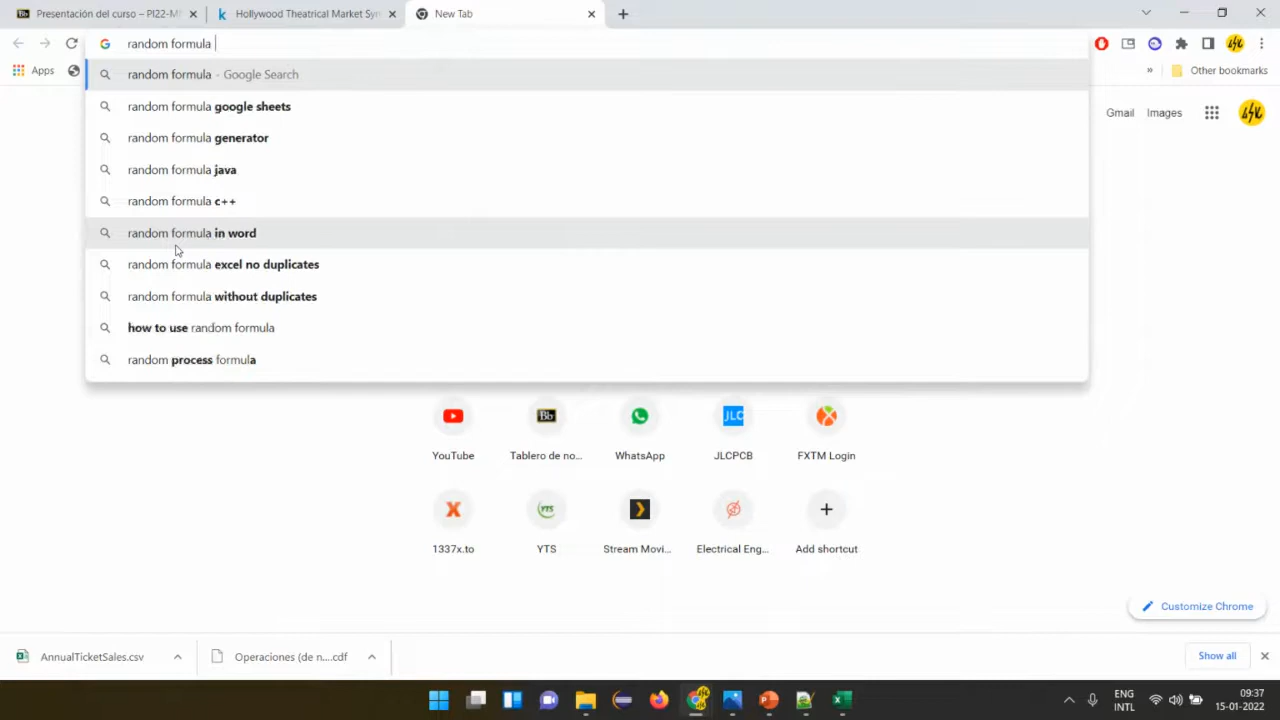 Presentación del curso – PI22-MN
Hollywood Theatrical Market Syn
New Tab
random formula
Apps
Other bookmarks
random formula - Google Search
random formula google sheets
random formula generator
random formula java
random formula c++
random formula in word
random formula excel no duplicates
random formula without duplicates
how to use random formula
random process formula
Gmail Images
YouTube Tablero de no... WhatsApp JLCPCB FXTM Login
1337x.to YTS Stream Movi... Electrical Eng... Add shortcut
Customize Chrome
AnnualTicketSales.csv
Operaciones (de n....cdf
Show all
ENG
INTL
09:37
15-01-2022